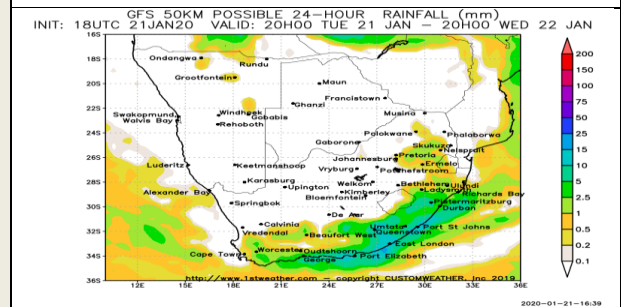 GFS 50KM POSSIBLE 24-HOUR RAINFALL (mm)
INIT: 18UTC 21JAN20 VALID: 20H00 TUE 21 JAN - 20H00 WED 22 JAN
16S
Ondangwa
Rundu
200
18S
Grootfontein
150
20S
Maun
100
Francistown
75
22S
Ghanzi
Musina
50
Swakopmund
Windhoek
Gobabis
Walvis Bay
Rehoboth
25
24S
Polokwane
Phalaborwa
15
Gaborone
Skukuza
Nelspruit
10
26S
Johannesburg
Pretoria
Luderitz
Keetmanshoop
Vryburg
Potchefstroom
Ermelo
5
28S
Karasburg
Welkom
Bethlehem
Ulundi
Alexander Bay
Upington
Kimberley
Ladysmith
Richards Bay
2.5
Springbok
Bloemfontein
Pietermaritzburg
30S
Durban
1
De Aar
Calvinia
Umtata
Port St Johns
0.5
32S
Vredendal
Beaufort West
Queenstown
East London
0.2
34S
Cape Town
Worcester
Oudtshoorn
George
Port Elizabeth
0.1
36S
http://www.1stweather.com - copyright CUSTOMWEATHER, Inc 2019
12E 15E 18E 21E 24E 27E 30E 33E 36E
2020-01-21-16:39